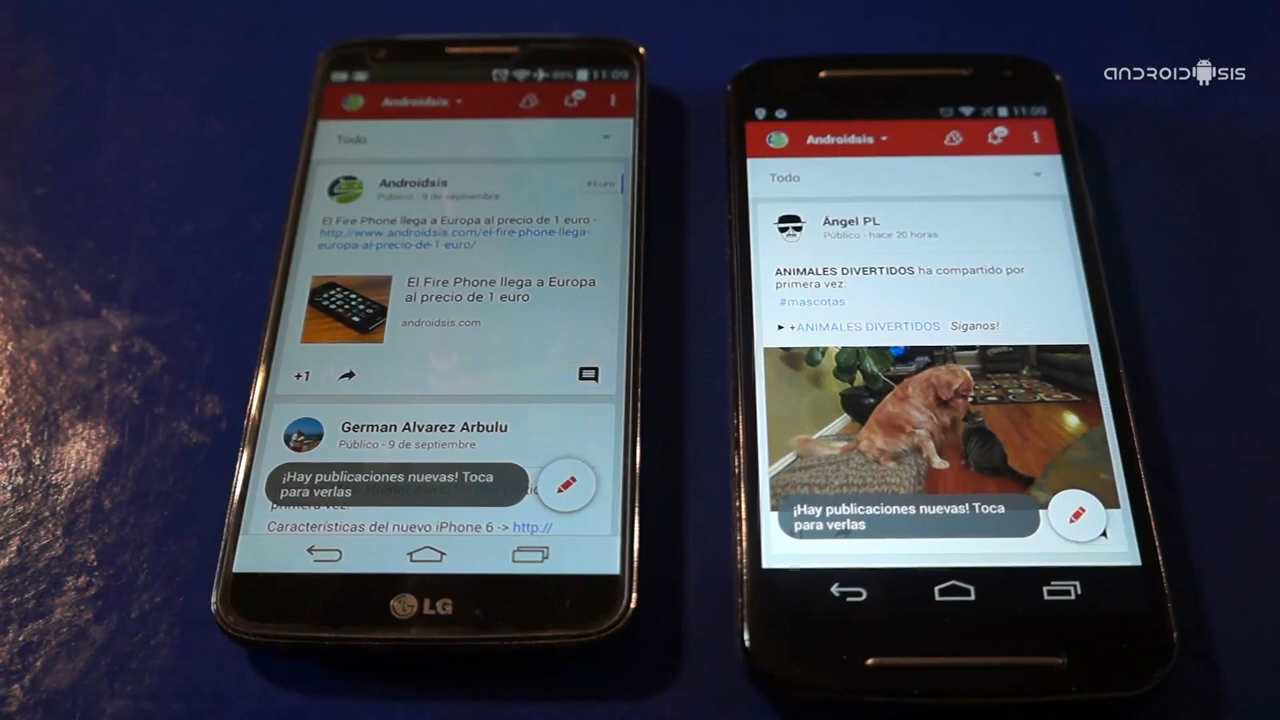 ANDROIDSIS
11:09
Androidsis
Todo
Androidsis
Público - 9 de septiembre
#Euro
El Fire Phone llega a Europa al precio de 1 euro -
http://www.androidsis.com/el-fire-phone-llega-
europa-al-precio-de-1-euro/
El Fire Phone llega a Europa
al precio de 1 euro
androidsis.com
+1
German Alvarez Arbulu
Público - 9 de septiembre
¡Hay publicaciones nuevas! Toca
para verlas
primera vez:
Características del nuevo iPhone 6 -> http://
LG
11:09
Androidsis
Todo
Ángel PL
Público - hace 20 horas
ANIMALES DIVERTIDOS ha compartido por
primera vez:
#mascotas
► +ANIMALES DIVERTIDOS Siganos!
¡Hay publicaciones nuevas! Toca
para verlas